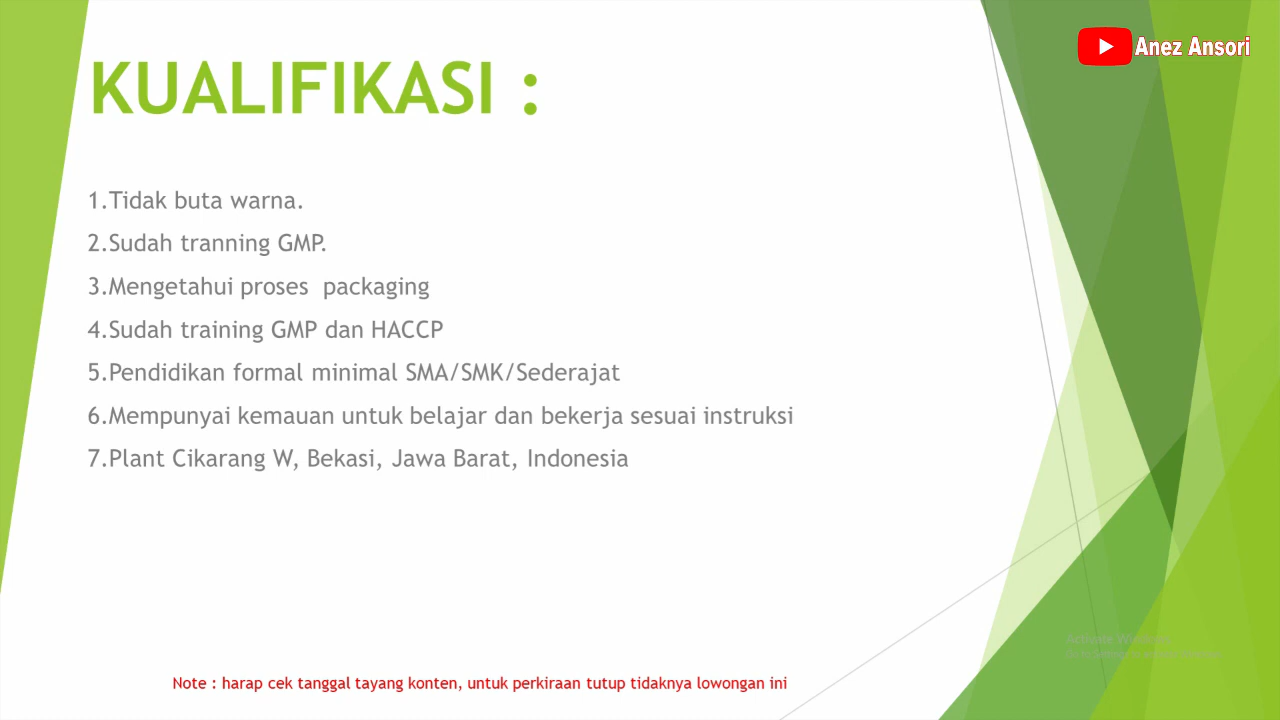 Anez Ansori
KUALIFIKASI :
1.Tidak buta warna.
2.Sudah tranning GMP.
3.Mengetahui proses  packaging
4.Sudah training GMP dan HACCP
5.Pendidikan formal minimal SMA/SMK/Sederajat
6.Mempunyai kemauan untuk belajar dan bekerja sesuai instruksi
7.Plant Cikarang W, Bekasi, Jawa Barat, Indonesia
Activate Windows
Note : harap cek tanggal tayang konten, untuk perkiraan tutup tidaknya lowongan ini